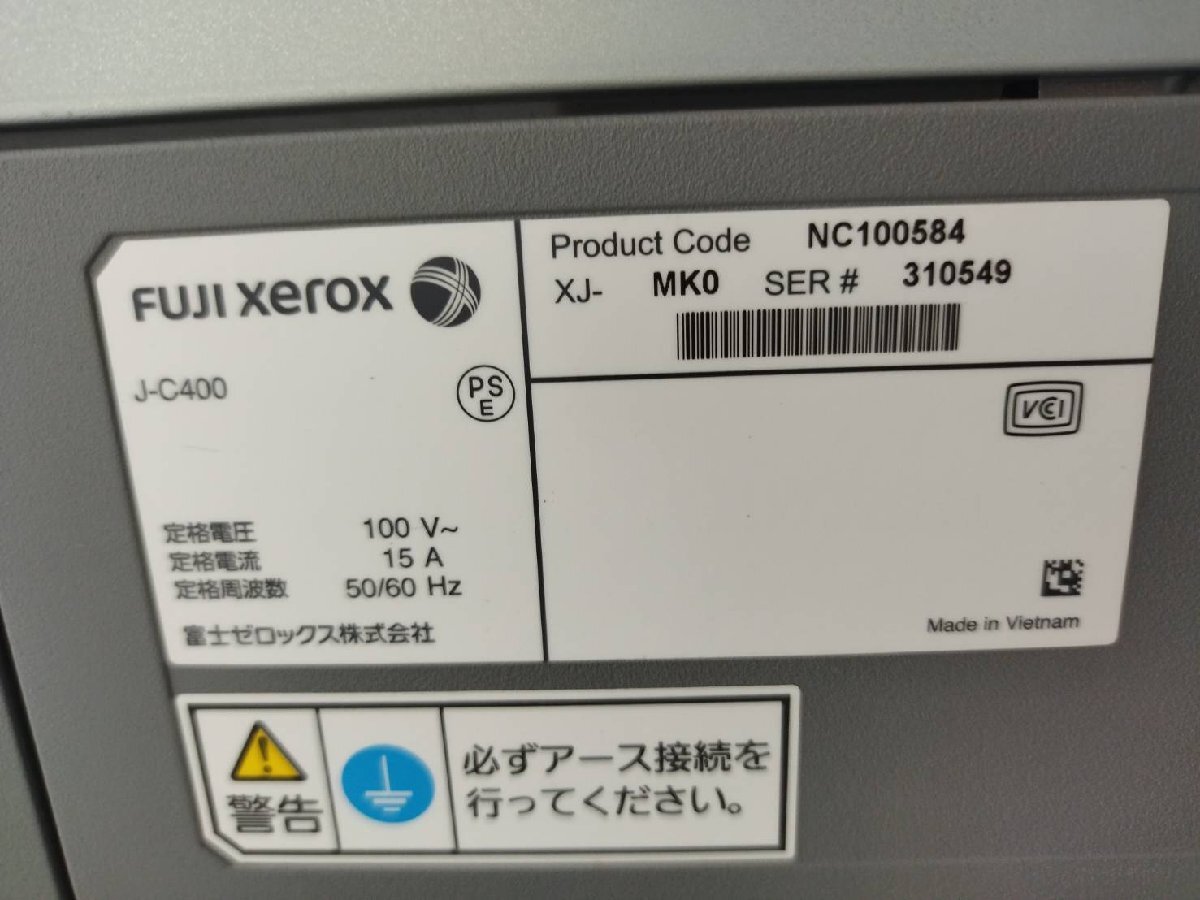 FUJI xerox
J-C400
PS
E
定格電圧 100 V~
定格電流 15 A
定格周波数 50/60 Hz
富士ゼロックス株式会社
Product Code NC100584
XJ- MK0 SER # 310549
VCI
Made in Vietnam
警告
必ずアース接続を
行ってください。